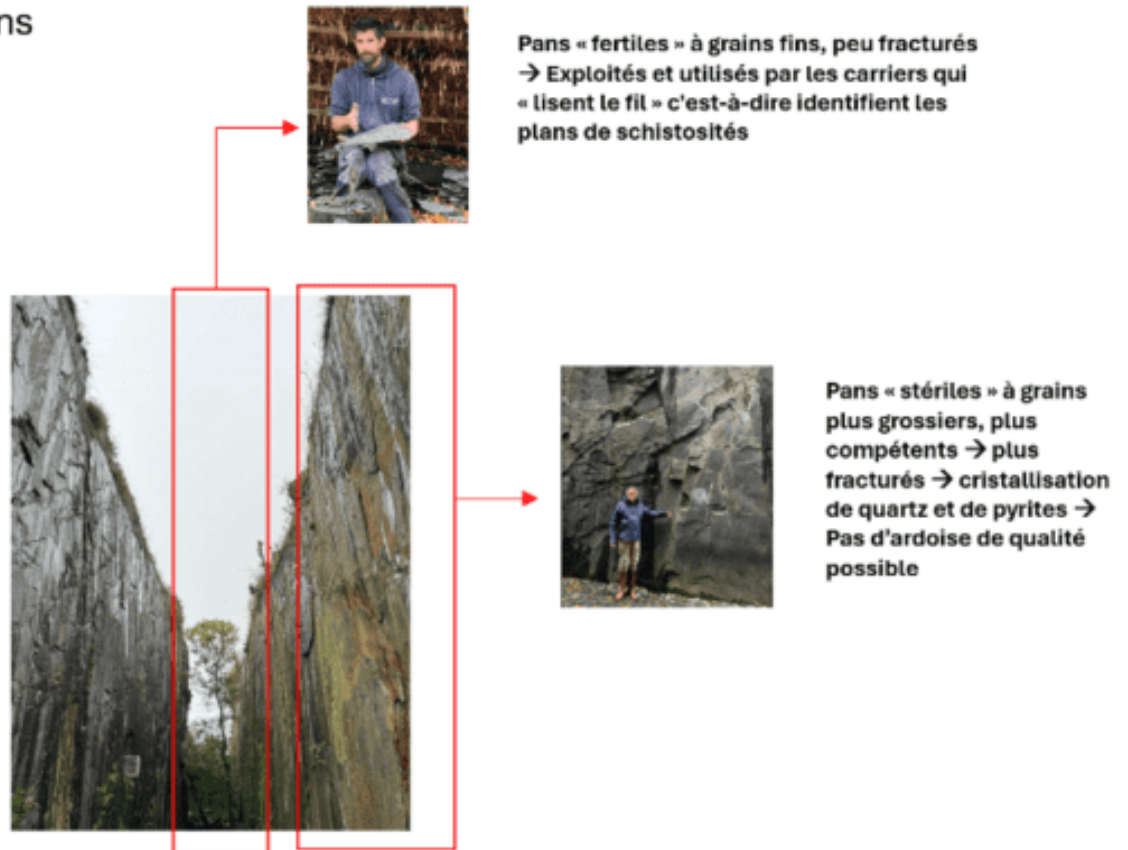 ns
Pans « fertiles » à grains fins, peu fracturés
→ Exploités et utilisés par les carriers qui
« lisent le fil » c'est-à-dire identifient les
plans de schistosités
Pans « stériles » à grains
plus grossiers, plus
compétents → plus
fracturés → cristallisation
de quartz et de pyrites →
Pas d'ardoise de qualité
possible